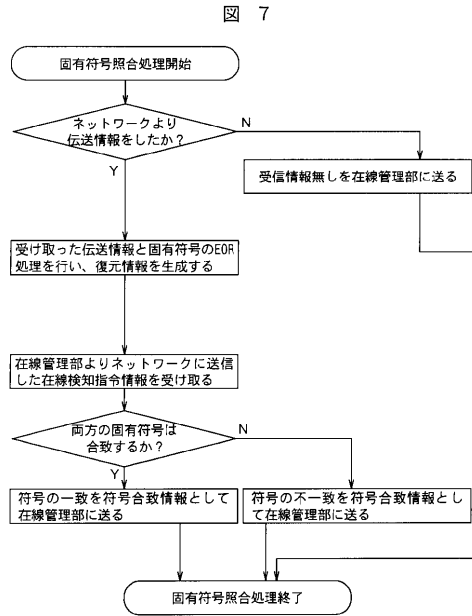 図 7
固有符号照合処理開始
ネットワークより
伝送情報をしたか?
N
Y
受信情報無しを在線管理部に送る
受け取った伝送情報と固有符号のEOR
処理を行い、復元情報を生成する
在線管理部よりネットワークに送信
した在線検知指令情報を受け取る
両方の固有符号は
合致するか?
N
Y
符号の一致を符号合致情報として
在線管理部に送る
符号の不一致を符号合致情報とし
て在線管理部に送る
固有符号照合処理終了